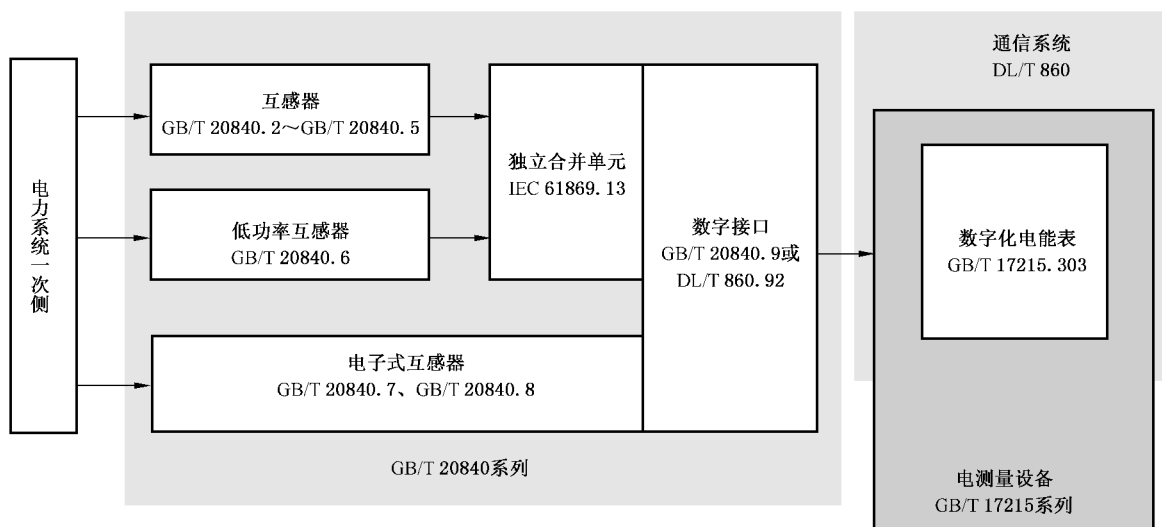 电力系统一次侧
互感器
GB/T 20840.2～GB/T 20840.5
低功率互感器
GB/T 20840.6
电子式互感器
GB/T 20840.7、GB/T 20840.8
独立合并单元
IEC 61869.13
数字接口
GB/T 20840.9或
DL/T 860.92
GB/T 20840系列
通信系统
DL/T 860
数字化电能表
GB/T 17215.303
电测量设备
GB/T 17215系列